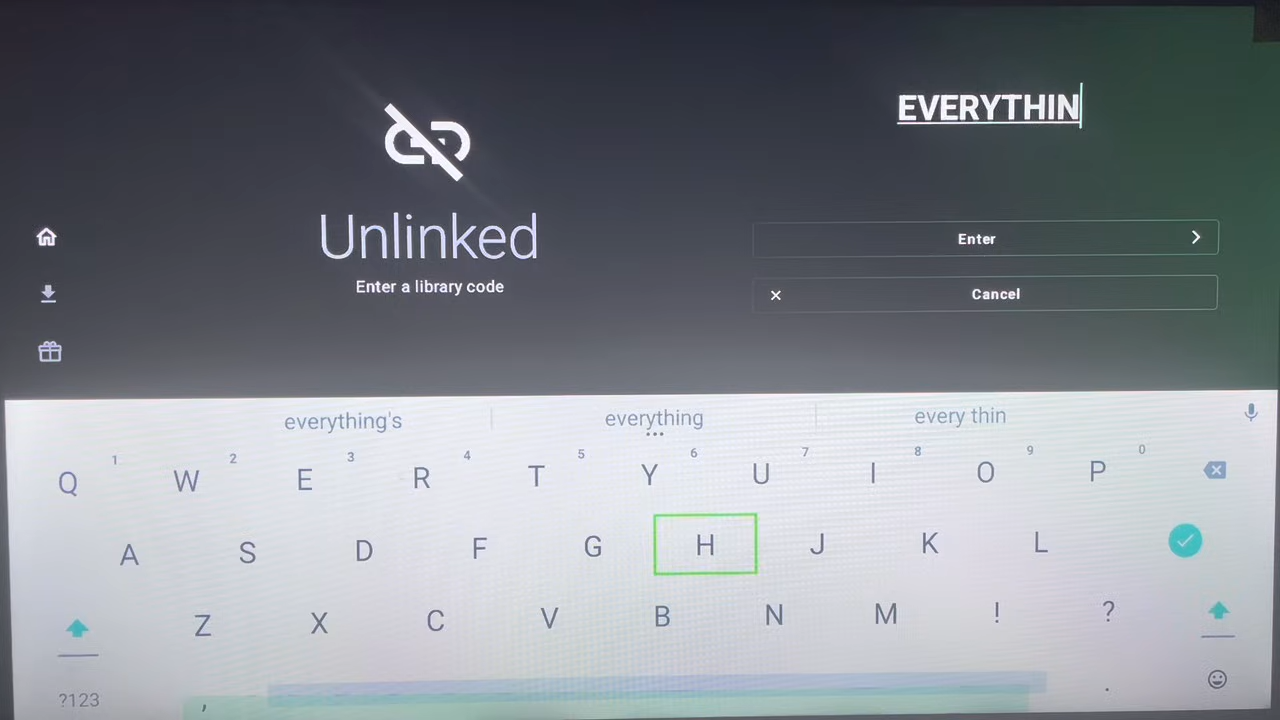 EVERYTHIN
Unlinked
Enter a library code
Enter
Cancel
everything's everything every thin
1 2 3 4 5 6 7 8 9 0
Q W E R T Y U I O P
A S D F G H J K L
Z X C V B N M ! ?
?123 , .